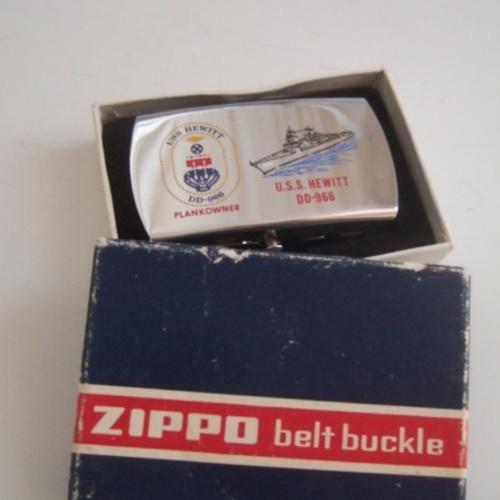 USS HEWITT
DD-966
PLANKOWNER
U.S.S. HEWITT
DD-966
ZIPPO belt buckle